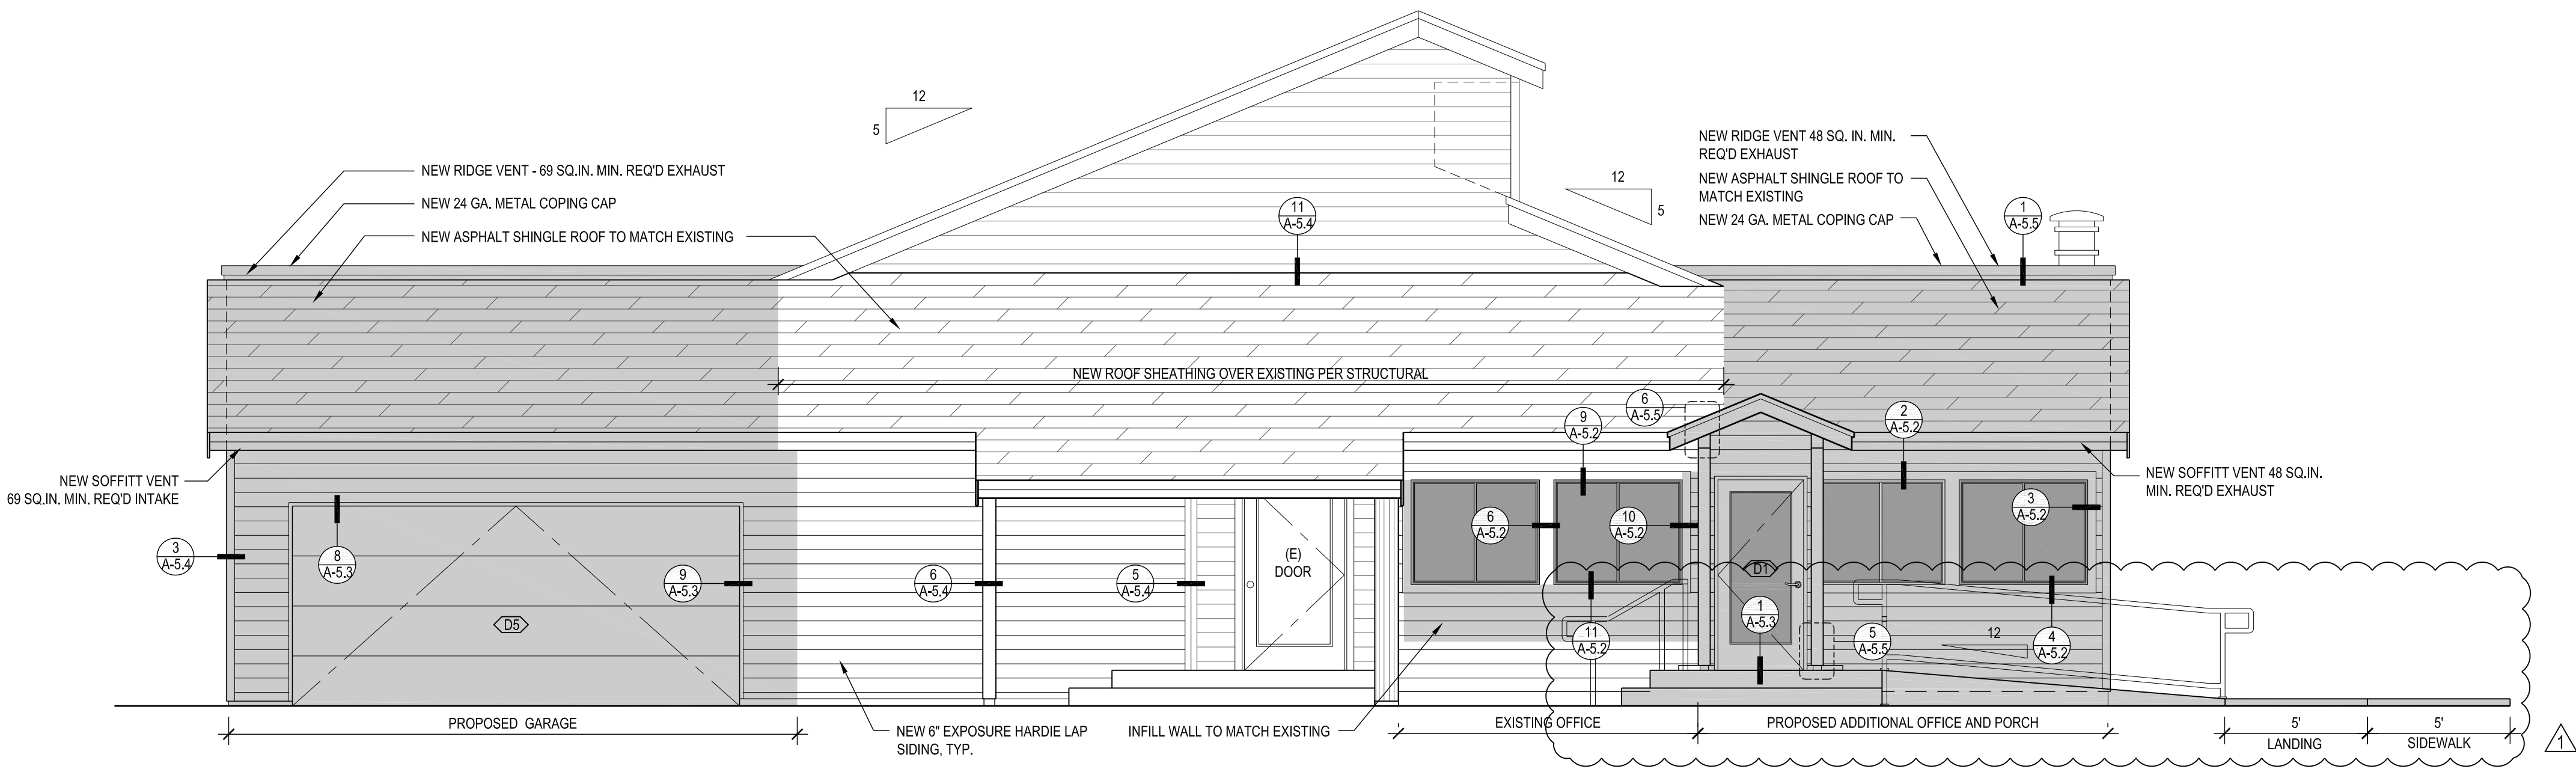 12
5
NEW RIDGE VENT - 69 SQ.IN. MIN. REQ'D EXHAUST
NEW 24 GA. METAL COPING CAP
NEW ASPHALT SHINGLE ROOF TO MATCH EXISTING
12
5
NEW RIDGE VENT 48 SQ. IN. MIN.
REQ'D EXHAUST
NEW ASPHALT SHINGLE ROOF TO
MATCH EXISTING
NEW 24 GA. METAL COPING CAP
11
A-5.4
1
A-5.5
NEW ROOF SHEATHING OVER EXISTING PER STRUCTURAL
6
A-5.5
9
A-5.2
2
A-5.2
NEW SOFFITT VENT
69 SQ.IN. MIN. REQ'D INTAKE
NEW SOFFITT VENT 48 SQ.IN.
MIN. REQ'D EXHAUST
3
A-5.4
8
A-5.3
9
A-5.3
6
A-5.4
5
A-5.4
(E)
DOOR
6
A-5.2
10
A-5.2
3
A-5.2
D1
D5
1
A-5.3
11
A-5.2
5
A-5.5
12
4
A-5.2
PROPOSED GARAGE
NEW 6" EXPOSURE HARDIE LAP
SIDING, TYP.
INFILL WALL TO MATCH EXISTING
EXISTING OFFICE
PROPOSED ADDITIONAL OFFICE AND PORCH
5'
LANDING
5'
SIDEWALK
1